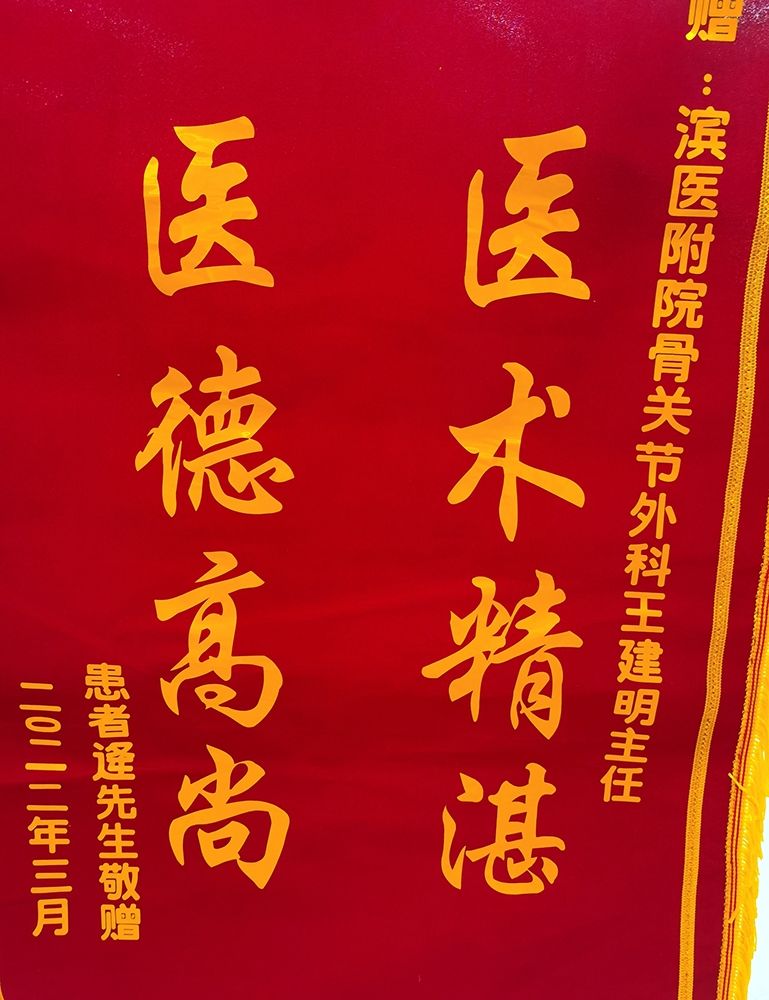 赠：滨医附院骨关节外科王建明主任
医术精湛
医德高尚
患者逄先生敬赠
二〇二二年三月